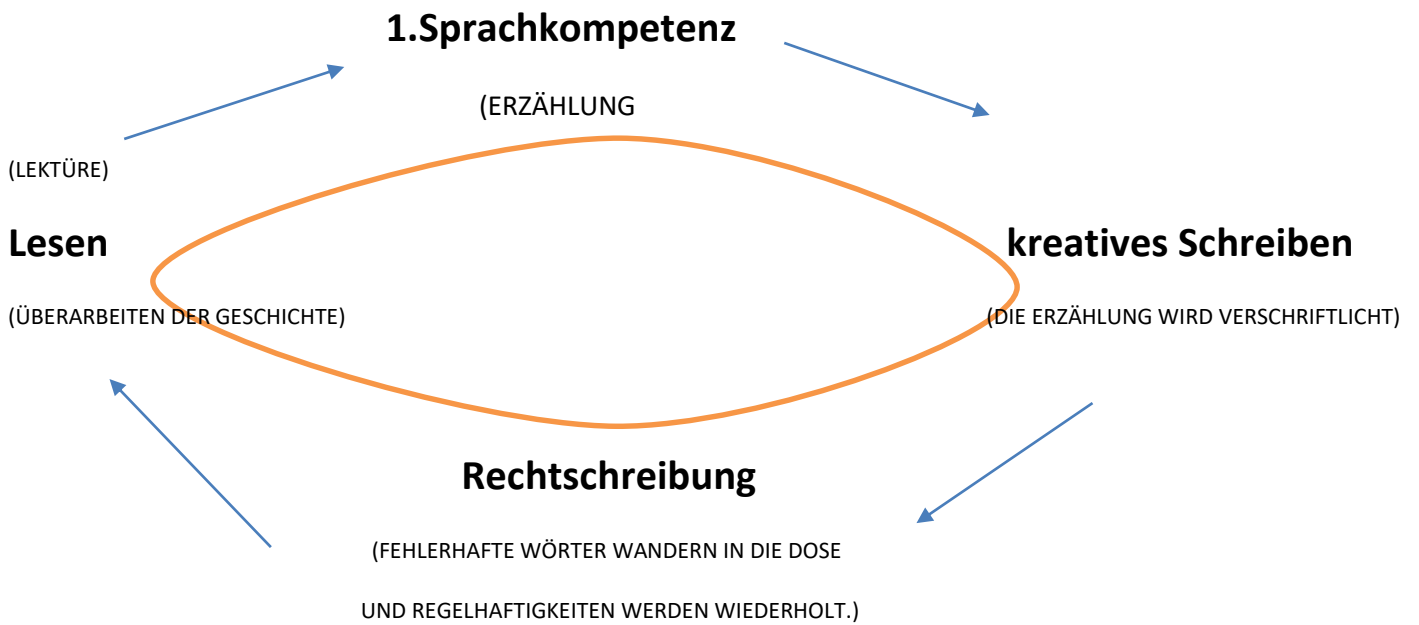 1.Sprachkompetenz
(ERZÄHLUNG
(LEKTÜRE)
Lesen
kreatives Schreiben
(ÜBERARBEITEN DER GESCHICHTE)
(DIE ERZÄHLUNG WIRD VERSCHRIFTLICHT)
Rechtschreibung
(FEHLERHAFTE WÖRTER WANDERN IN DIE DOSE
UND REGELHAFTIGKEITEN WERDEN WIEDERHOLT.)